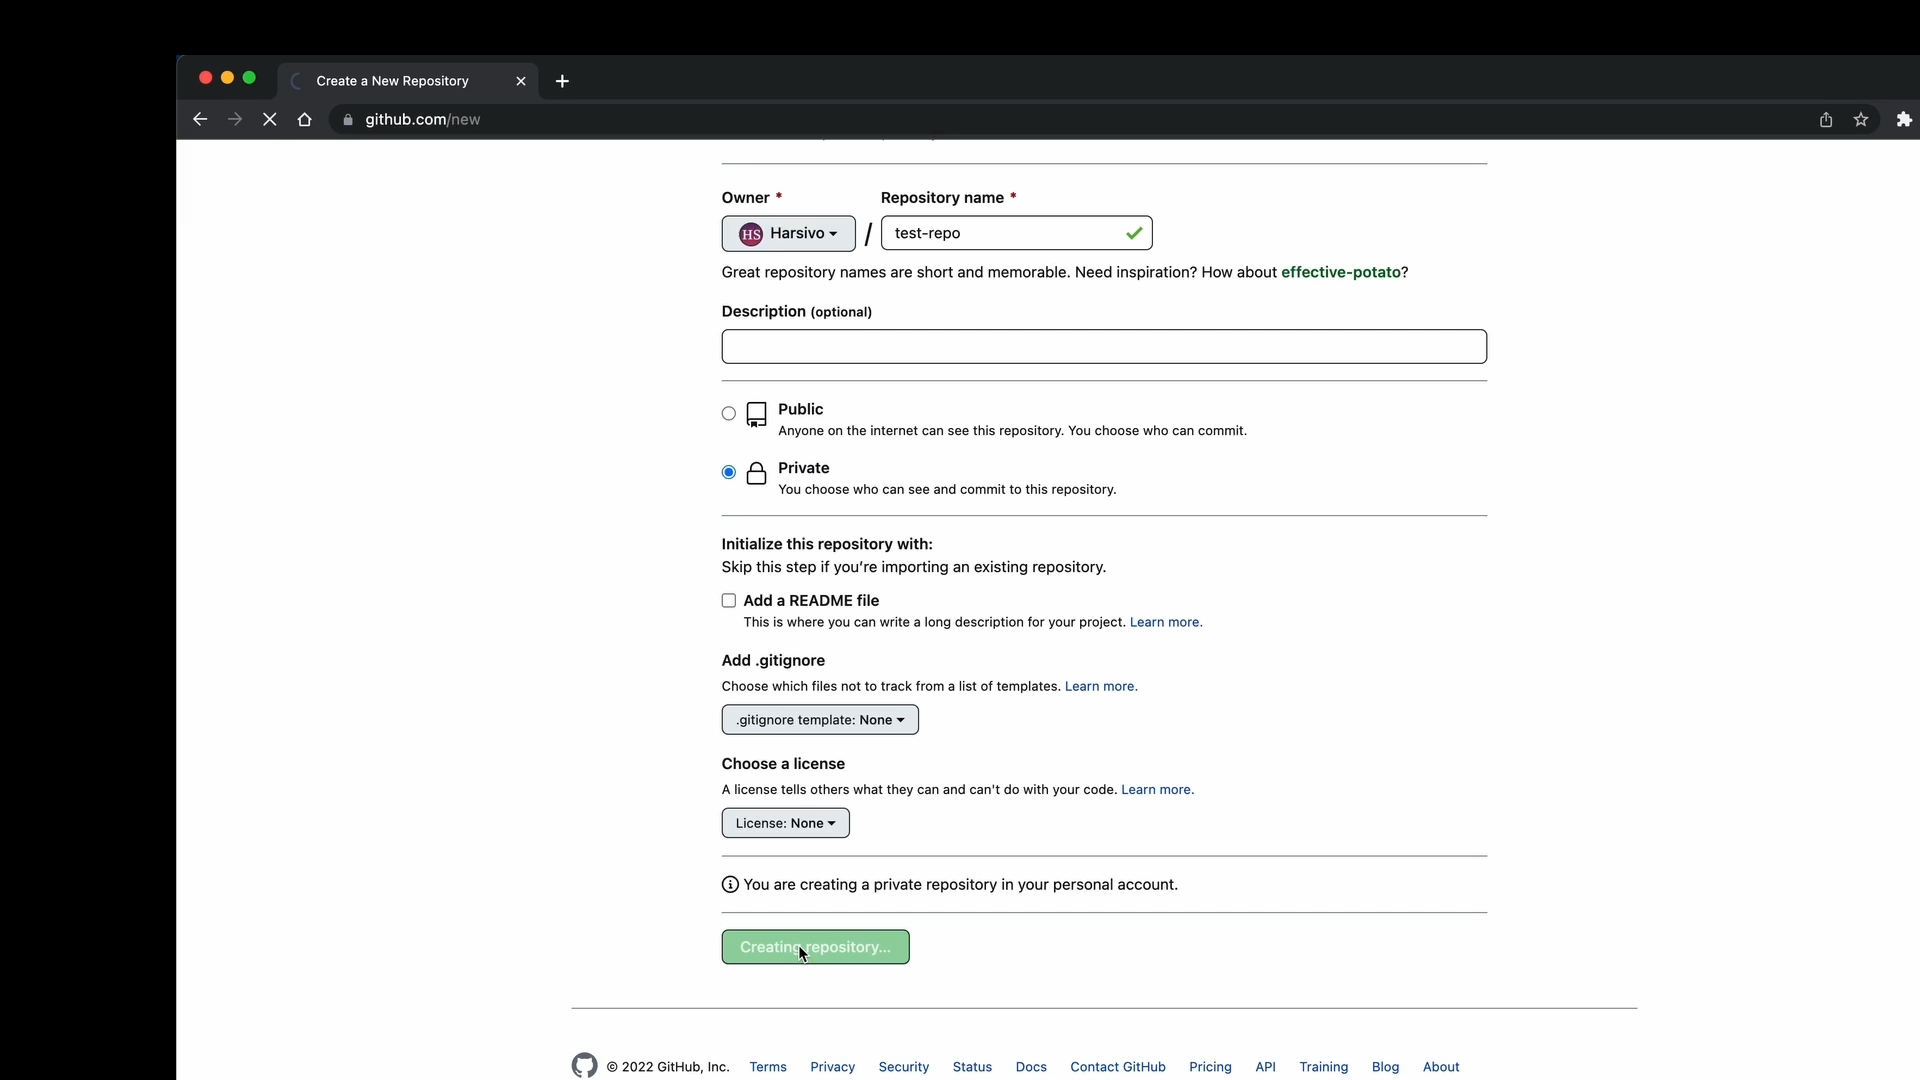 Create a New Repository
github.com/new
Owner * Repository name *
HS Harsivo / test-repo
Great repository names are short and memorable. Need inspiration? How about effective-potato?
Description (optional)
Public
Anyone on the internet can see this repository. You choose who can commit.
Private
You choose who can see and commit to this repository.
Initialize this repository with:
Skip this step if you’re importing an existing repository.
Add a README file
This is where you can write a long description for your project. Learn more.
Add .gitignore
Choose which files not to track from a list of templates. Learn more.
.gitignore template: None
Choose a license
A license tells others what they can and can't do with your code. Learn more.
License: None
You are creating a private repository in your personal account.
Creating repository...
© 2022 GitHub, Inc. Terms Privacy Security Status Docs Contact GitHub Pricing API Training Blog About